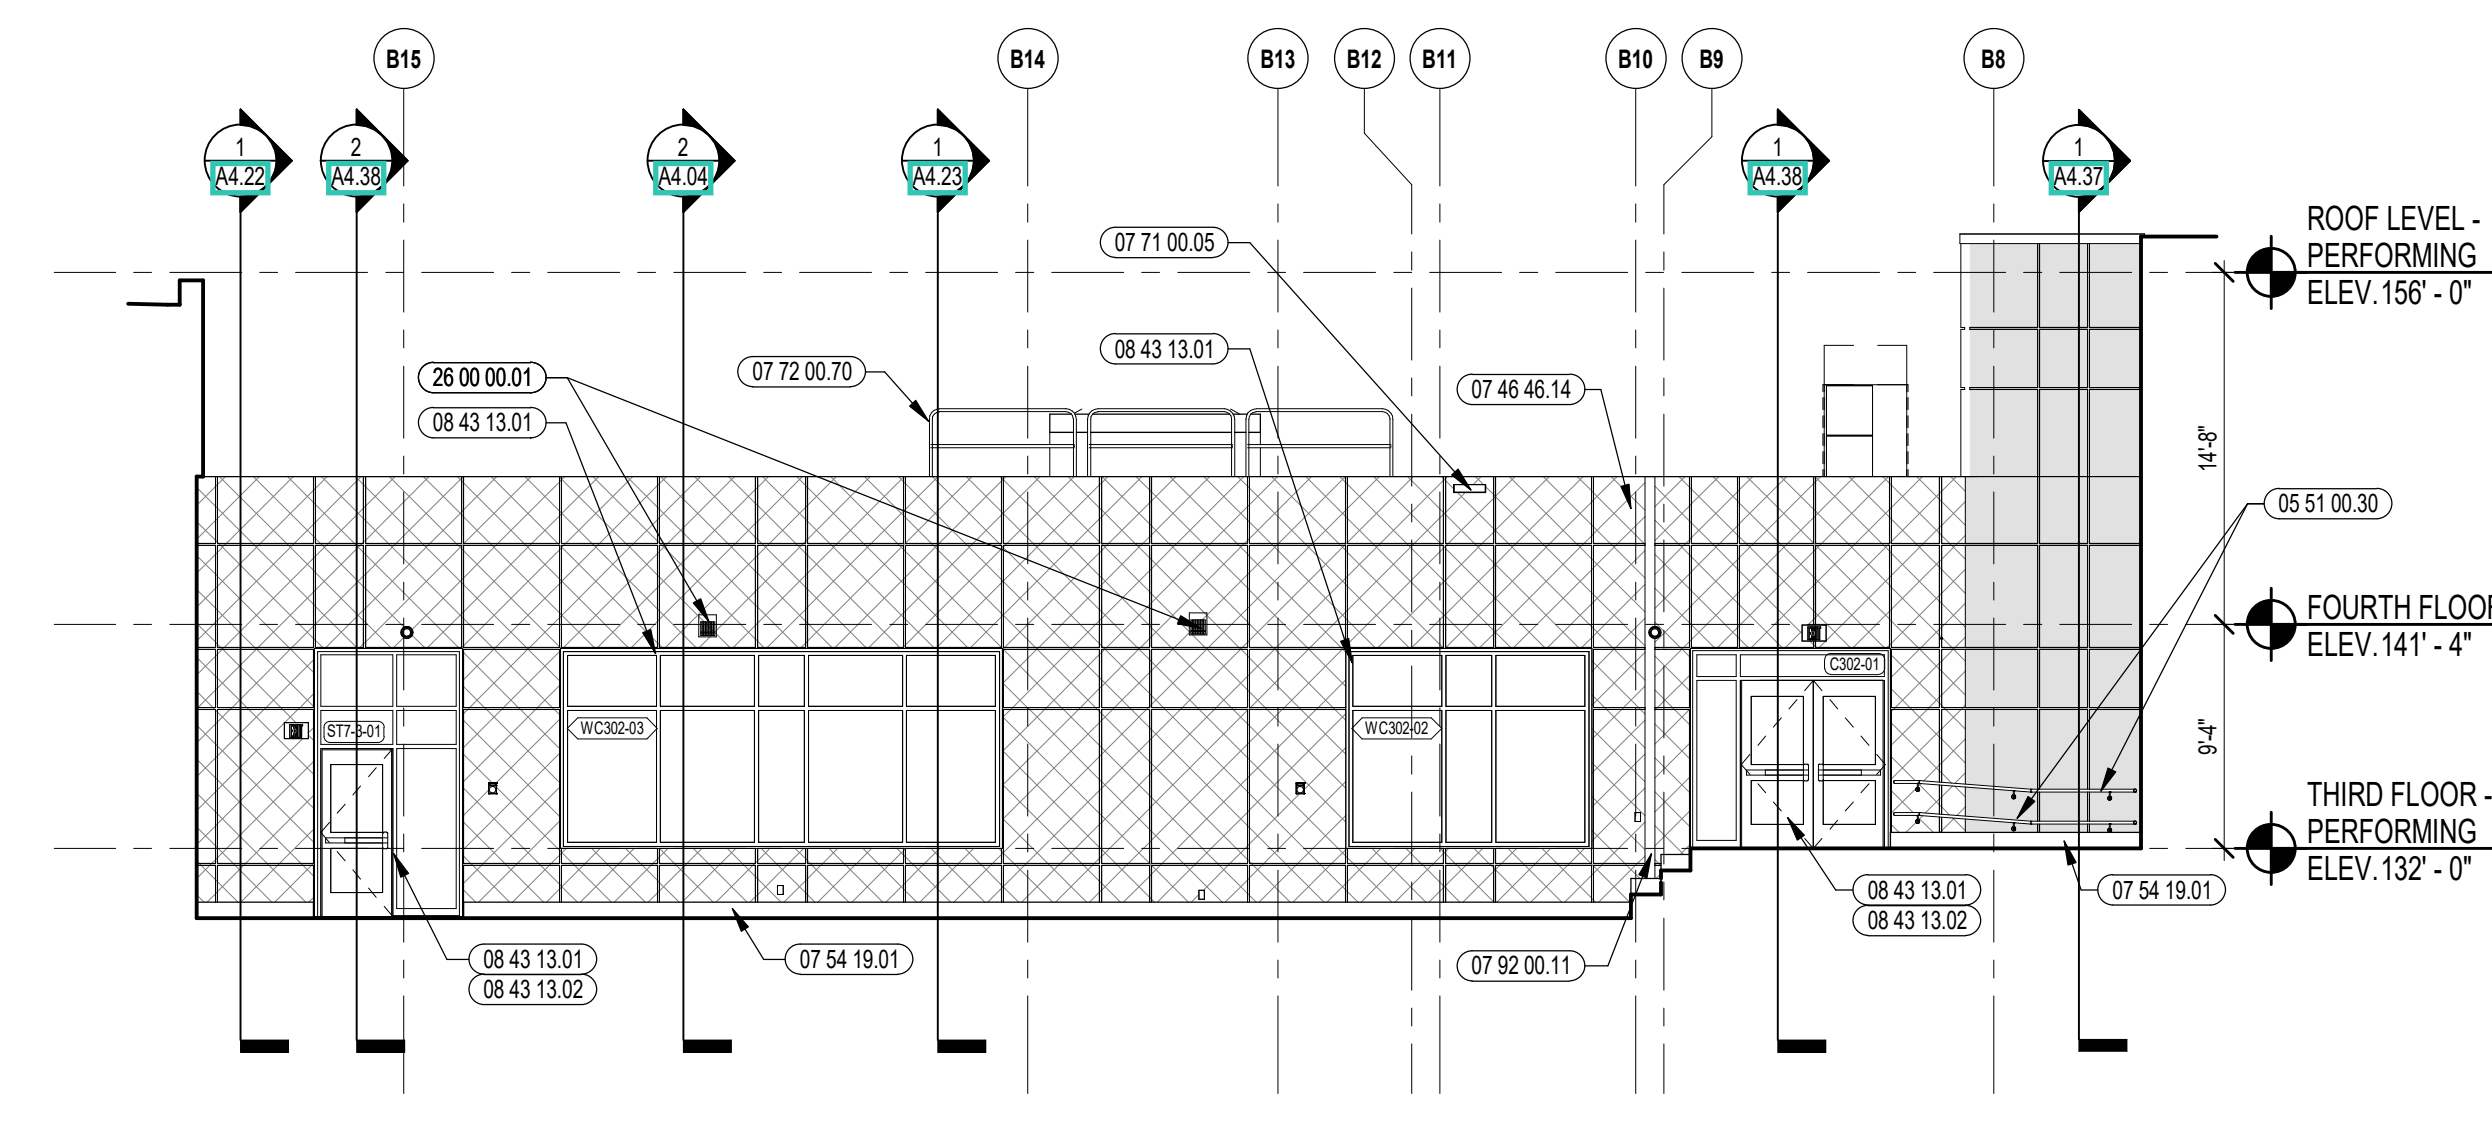 B15
B14
B13
B12
B11
B10
B9
B8
1
A4.22
2
A4.38
2
A4.04
1
A4.23
1
A4.38
1
A4.37
ROOF LEVEL -
PERFORMING
ELEV.156' - 0"
07 71 00.05
08 43 13.01
26 00 00.01
07 72 00.70
07 46 46.14
08 43 13.01
14'-8"
05 51 00.30
FOURTH FLOOR
ELEV.141' - 4"
C302-01
ST7-3-01
WC302-03
WC302-02
9'-4"
THIRD FLOOR -
PERFORMING
ELEV.132' - 0"
08 43 13.01
08 43 13.02
07 54 19.01
08 43 13.01
08 43 13.02
07 54 19.01
07 92 00.11